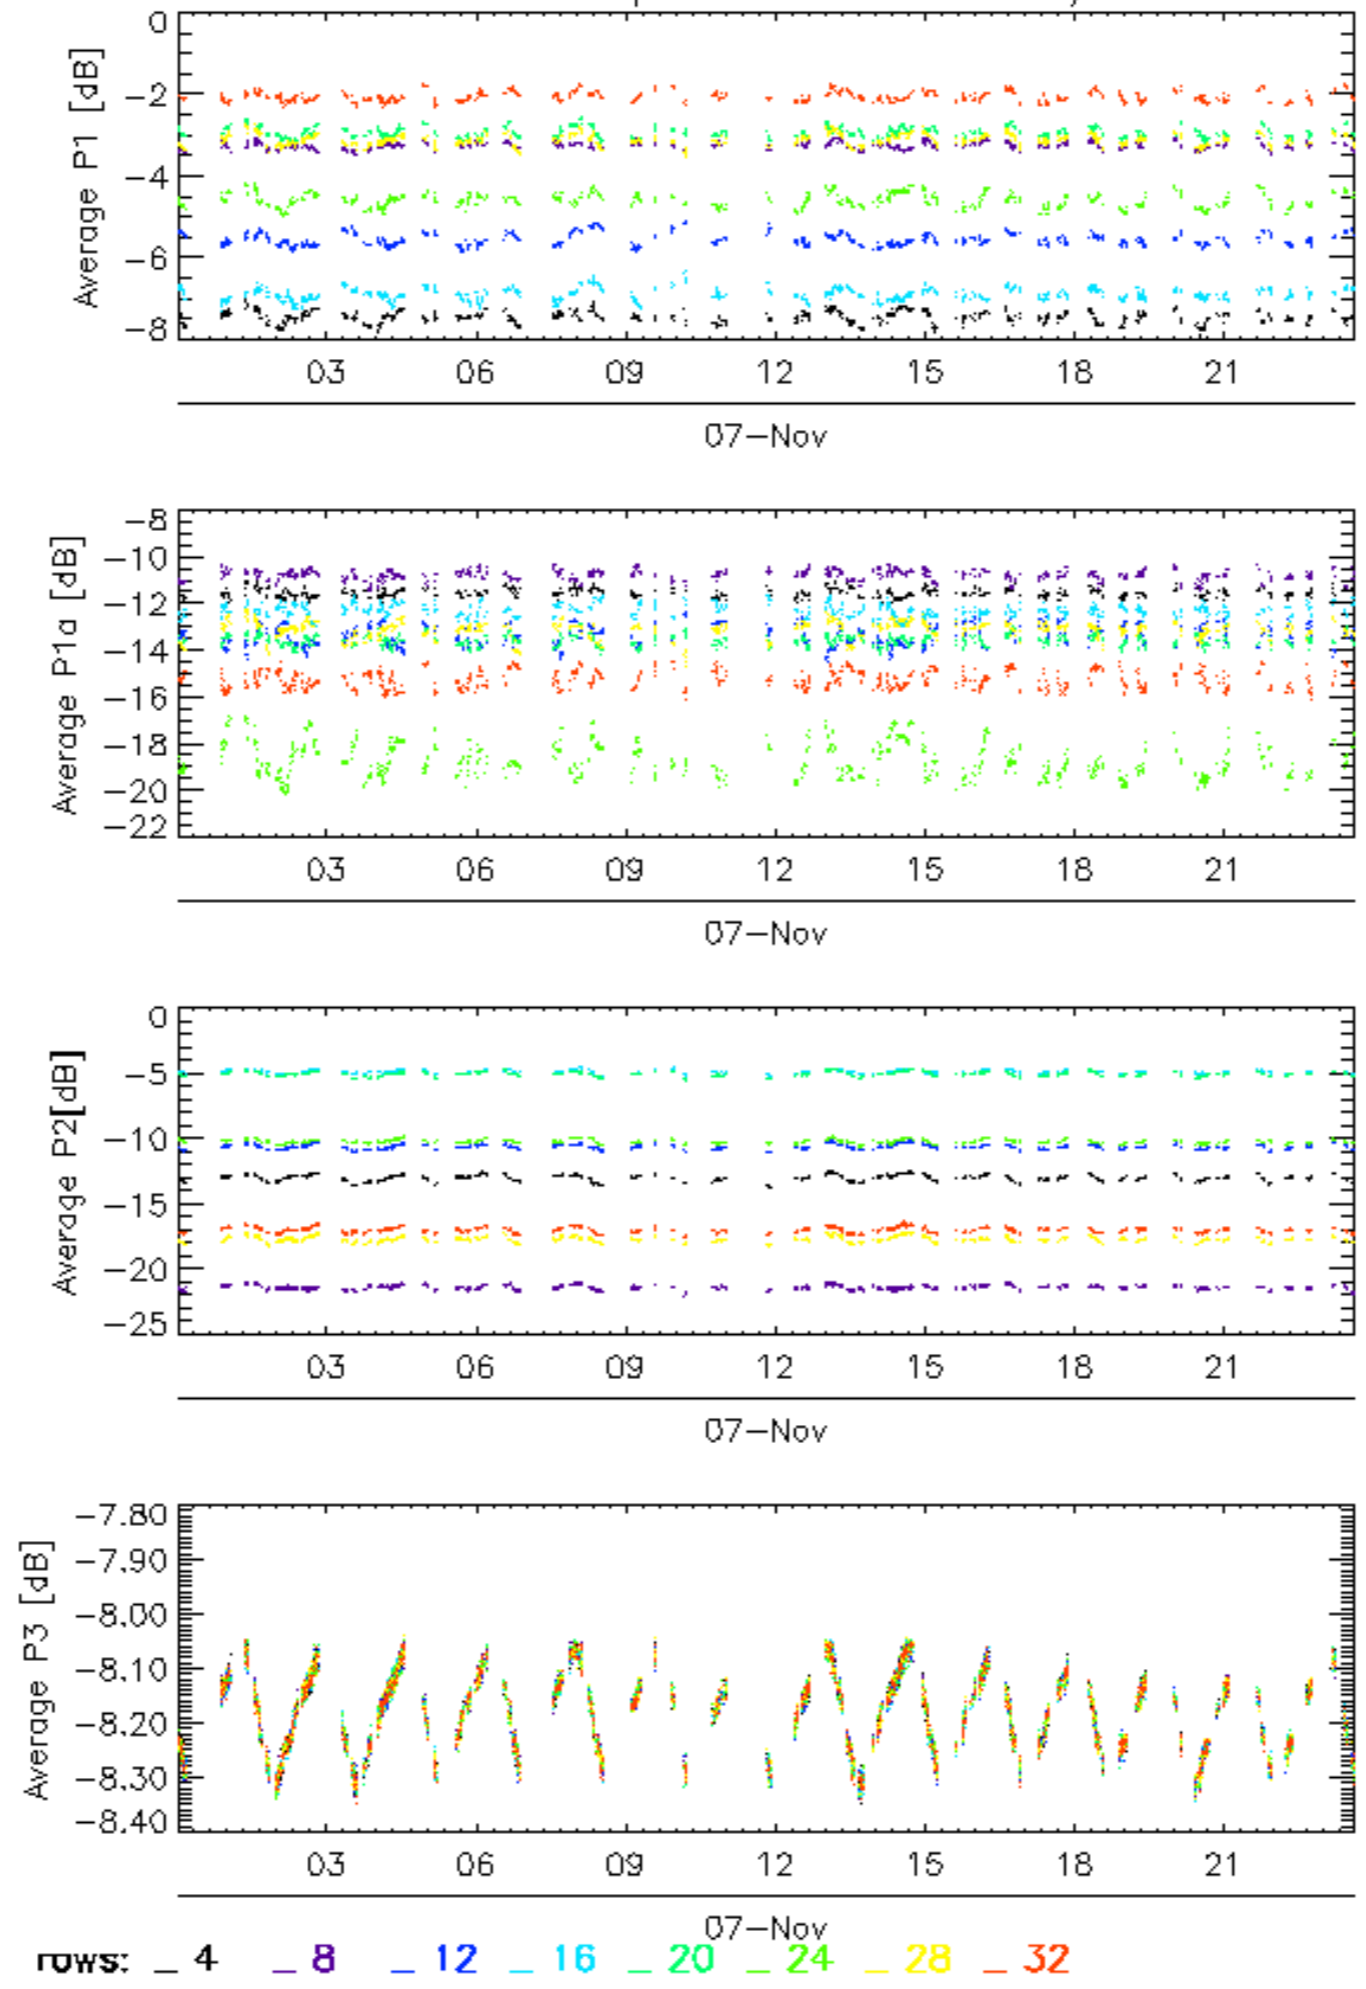 0
−2
−4
−6
−8
Average P1 [dB]
03 06 09 12 15 18 21
07−Nov
−8
−10
−12
−14
−16
−18
−20
−22
Average P1a [dB]
03 06 09 12 15 18 21
07−Nov
0
−5
−10
−15
−20
−25
Average P2[dB]
03 06 09 12 15 18 21
07−Nov
−7.80
−7.90
−8.00
−8.10
−8.20
−8.30
−8.40
Average P3 [dB]
03 06 09 12 15 18 21
07−Nov
rows: _ 4 _ 8 _ 12 _ 16 _ 20 _ 24 _ 28 _ 32